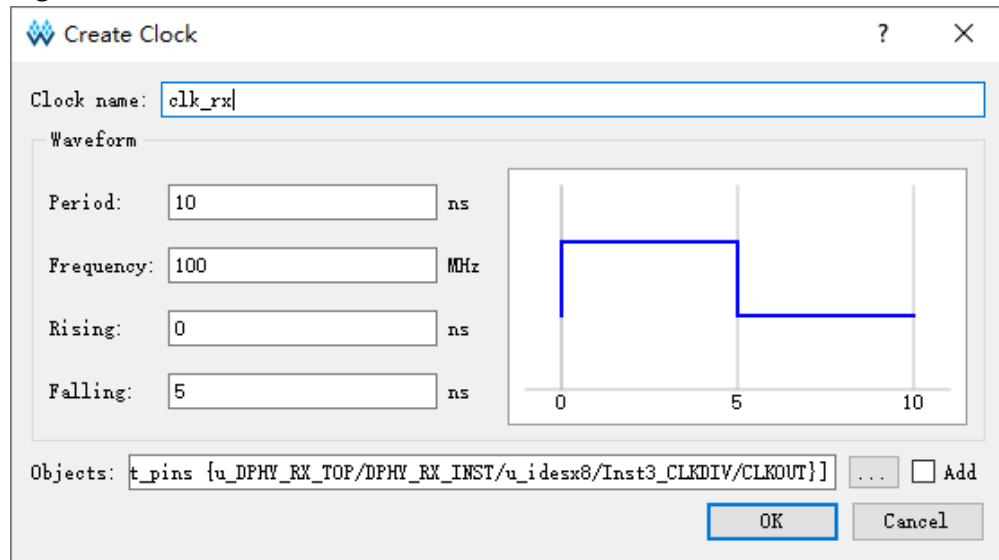 Create Clock ?
Clock name: clk_rx
Waveform
Period: 10 ns
Frequency: 100 MHz
Rising: 0 ns
Falling: 5 ns
0 5 10
Objects: t_pins {u_DPHY_RX_TOP/DPHY_RX_INST/u_idesx8/Inst3_CLKDIV/CLKOUT}] ... Add
OK Cancel